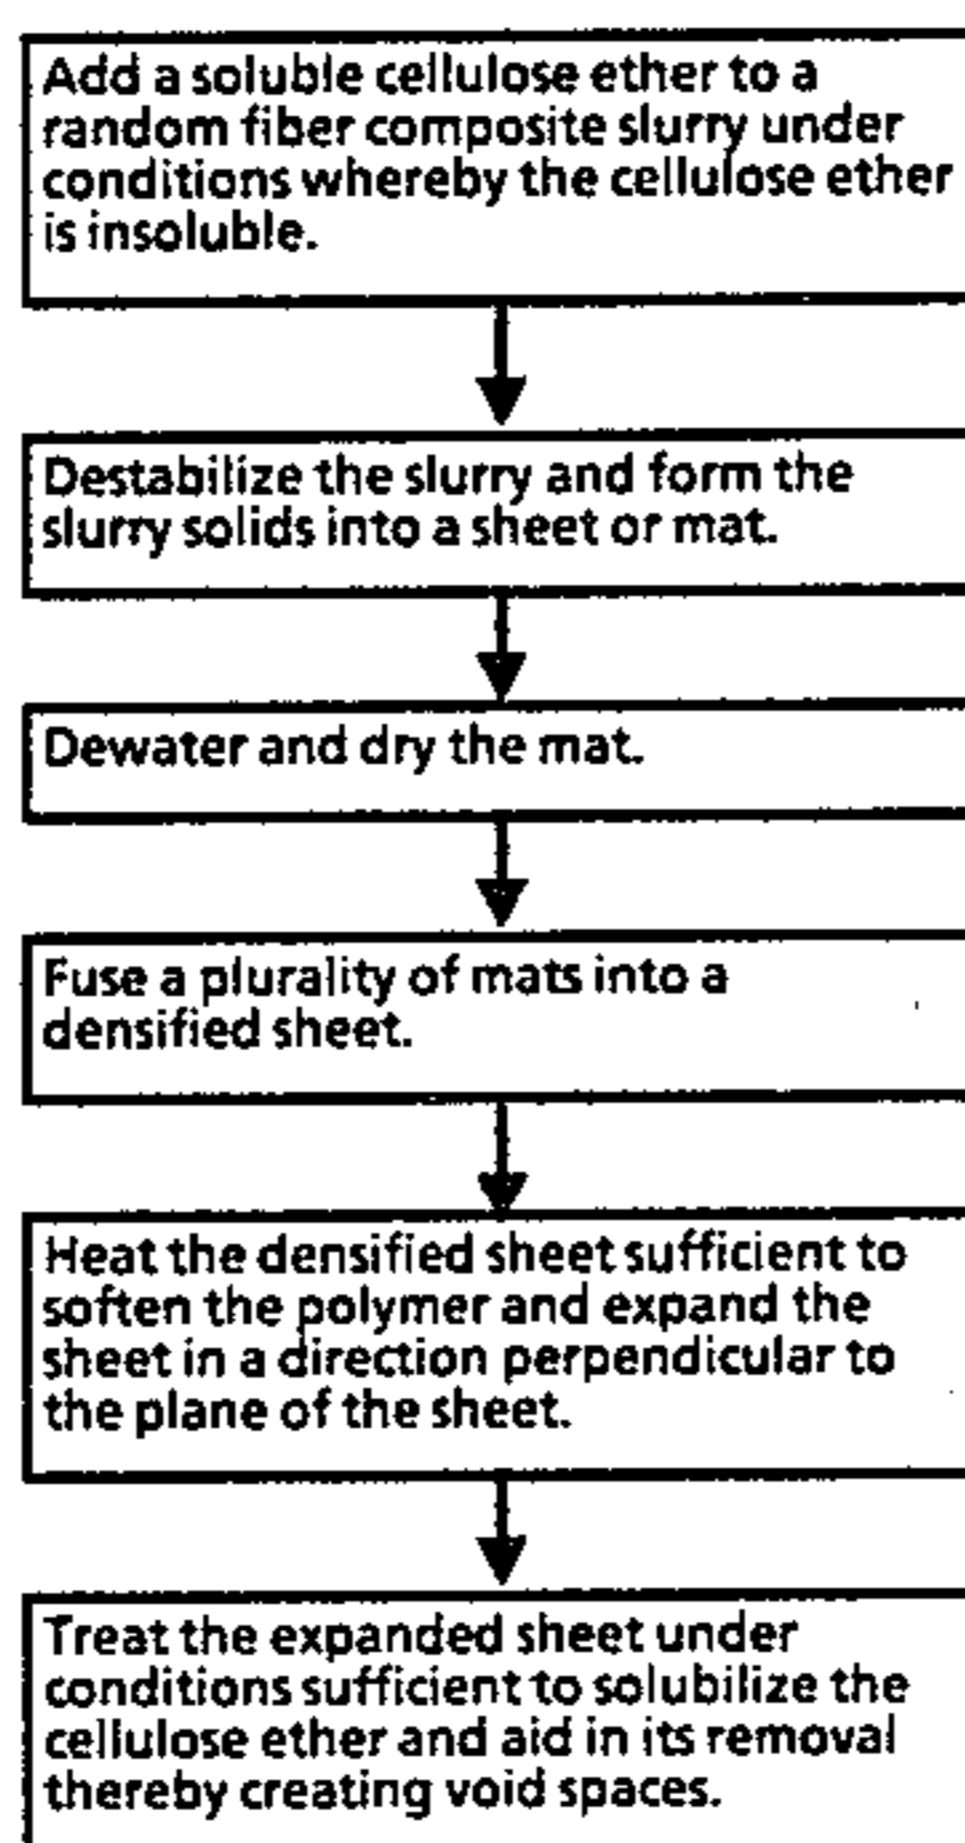 Add a soluble cellulose ether to a
random fiber composite slurry under
conditions whereby the cellulose ether
is insoluble.
Destabilize the slurry and form the
slurry solids into a sheet or mat.
Dewater and dry the mat.
Fuse a plurality of mats into a
densified sheet.
Heat the densified sheet sufficient to
soften the polymer and expand the
sheet in a direction perpendicular to
the plane of the sheet.
Treat the expanded sheet under
conditions sufficient to solubilize the
cellulose ether and aid in its removal
thereby creating void spaces.